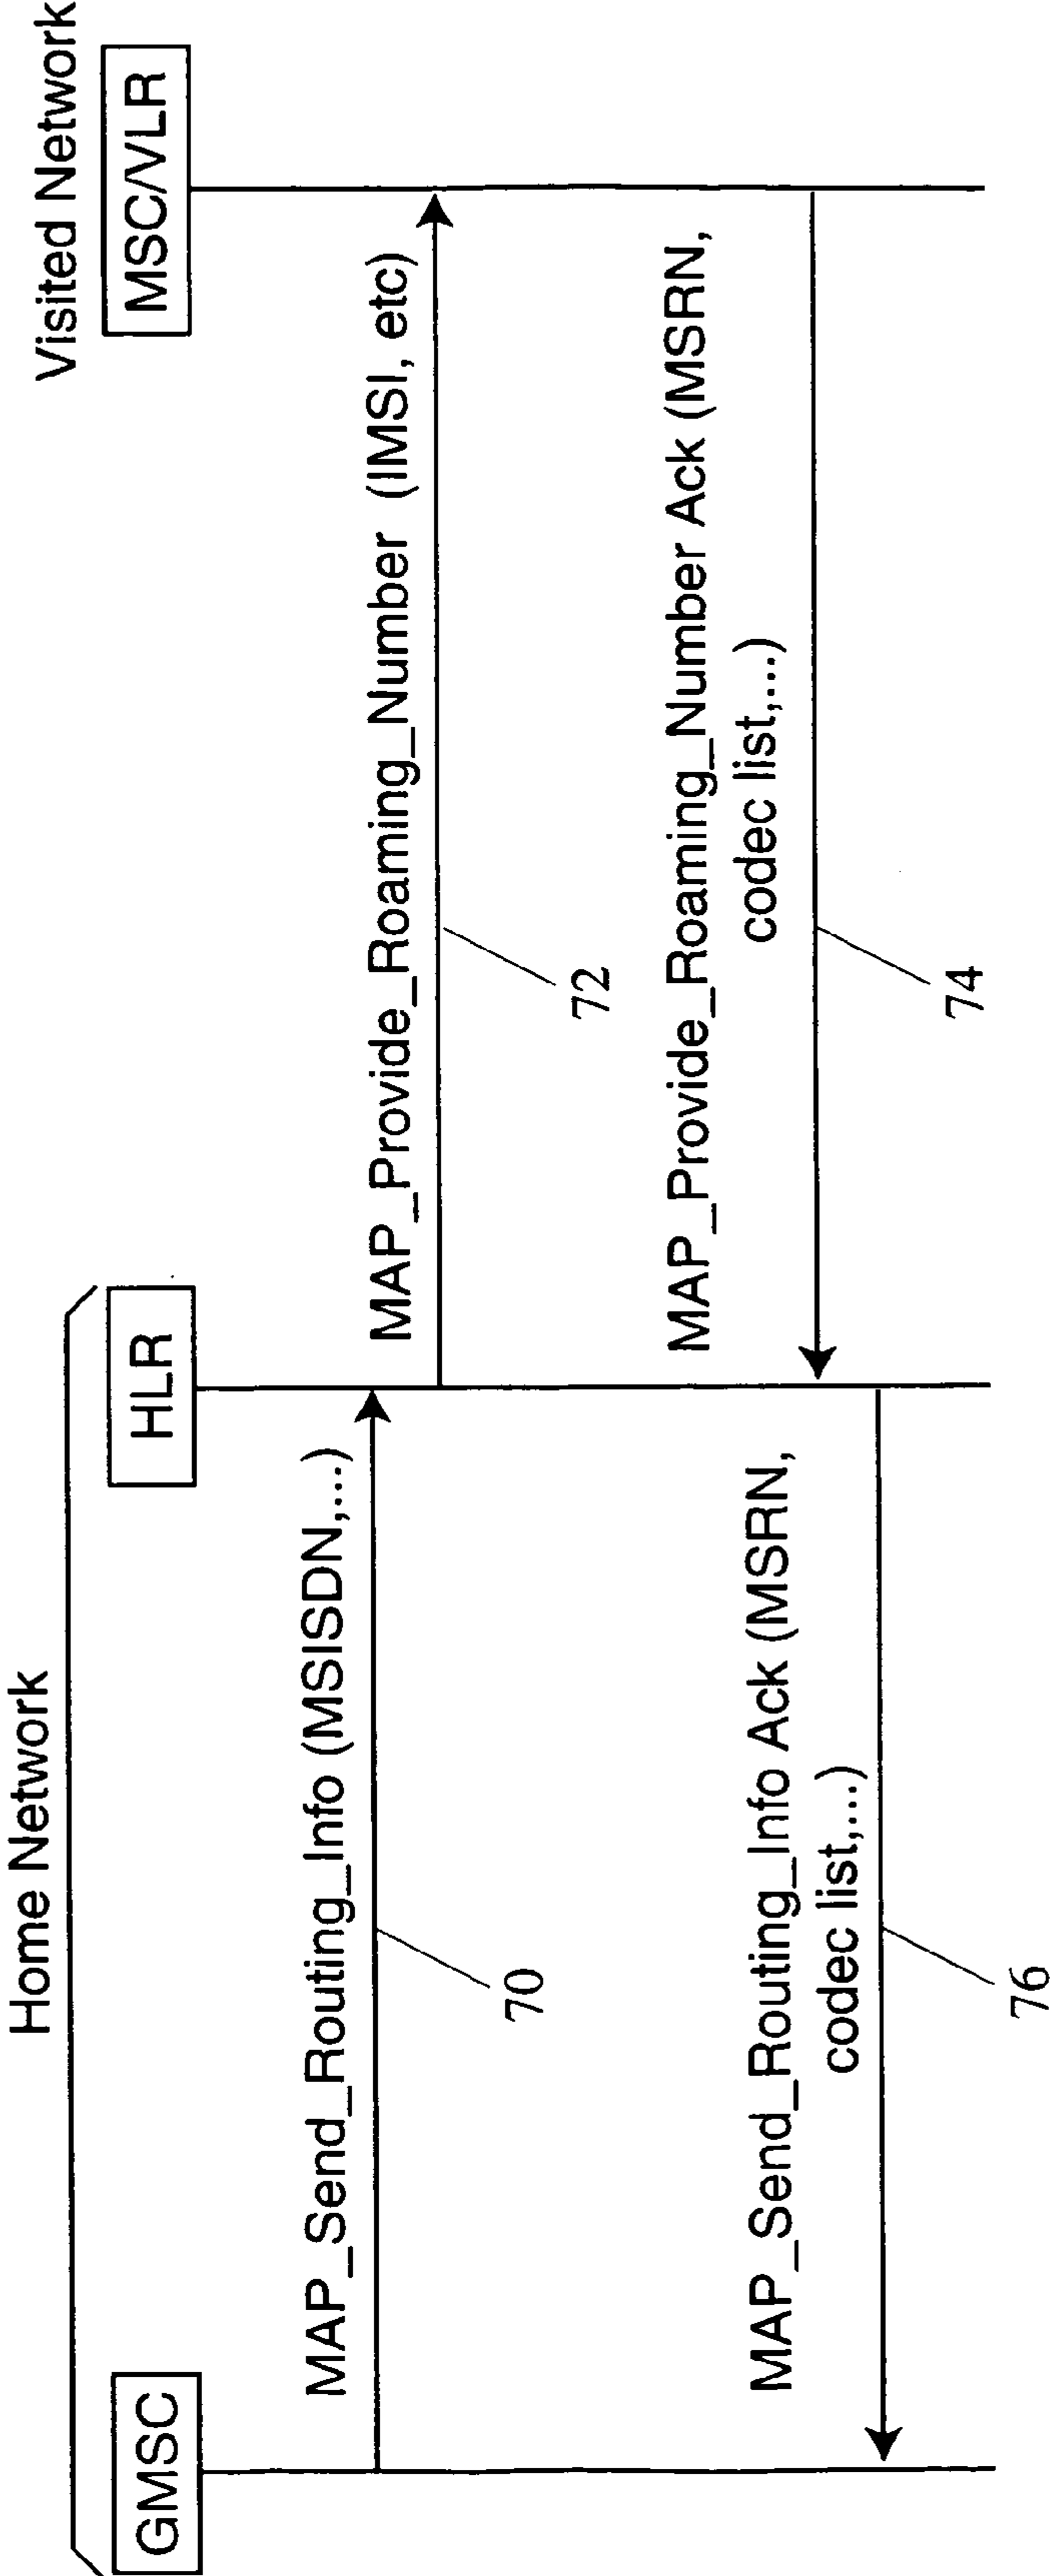 Home Network
Visited Network
GMSC
HLR
MSC/VLR
MAP_Send_Routing_Info (MSISDN,...)
70
MAP_Provide_Roaming_Number (IMSI, etc)
72
MAP_Provide_Roaming_Number Ack (MSRN,
codec list,...)
74
MAP_Send_Routing_Info Ack (MSRN,
codec list,...)
76